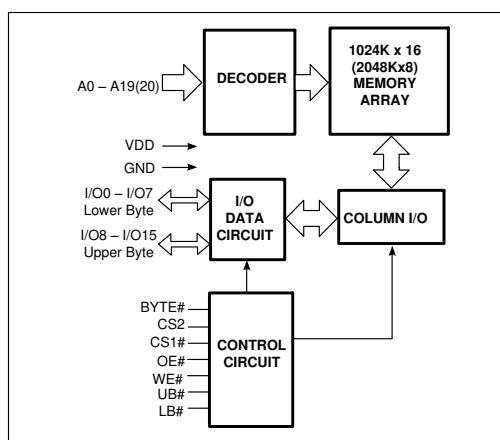 A0 – A19(20)
DECODER
1024K x 16
(2048Kx8)
MEMORY
ARRAY
VDD
GND
I/O0 – I/O7
Lower Byte
I/O8 – I/O15
Upper Byte
I/O
DATA
CIRCUIT
COLUMN I/O
BYTE#
CS2
CS1#
OE#
WE#
UB#
LB#
CONTROL
CIRCUIT